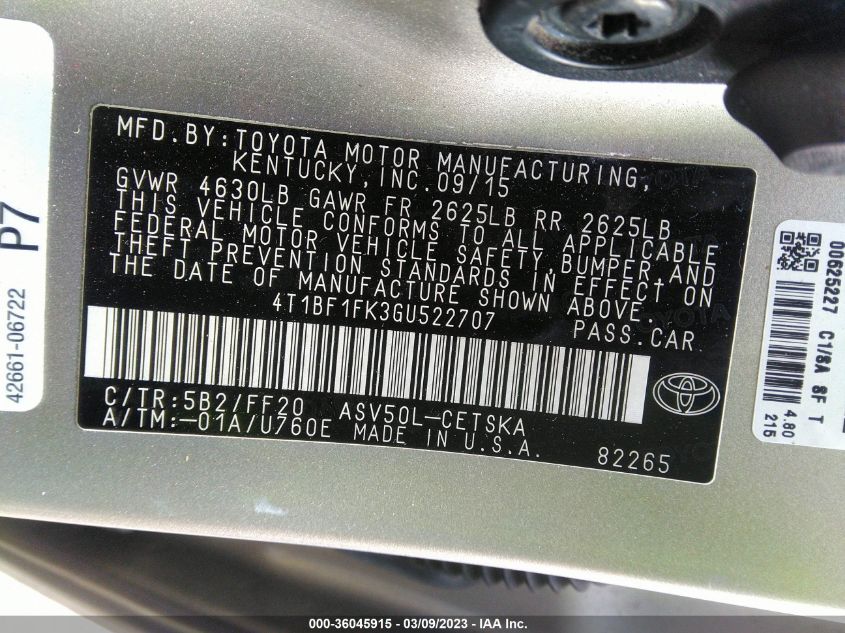 MFD.BY:TOYOTA MOTOR MANUFACTURING,
KENTUCKY, INC.09/15
GVWR 4630LB GAWR FR 2625LB RR 2625LB
THIS VEHICLE CONFORMS TO ALL APPLICABLE
FEDERAL MOTOR VEHICLE SAFETY,BUMPER,AND
THEFT PREVENTION STANDARDS IN EFFECT ON
THE DATE OF MANUFACTURE SHOWN ABOVE.
4T1BF1FK3GU522707
PASS.CAR
C/TR:5B2/FF20 ASV50L-CETSKA
A/TM:-01A/U760E MADE IN U.S.A.
82265
P7
42661-06722
00625227 C1/8A 8F T
4.80
215
000-36045915 - 03/09/2023 - IAA Inc.